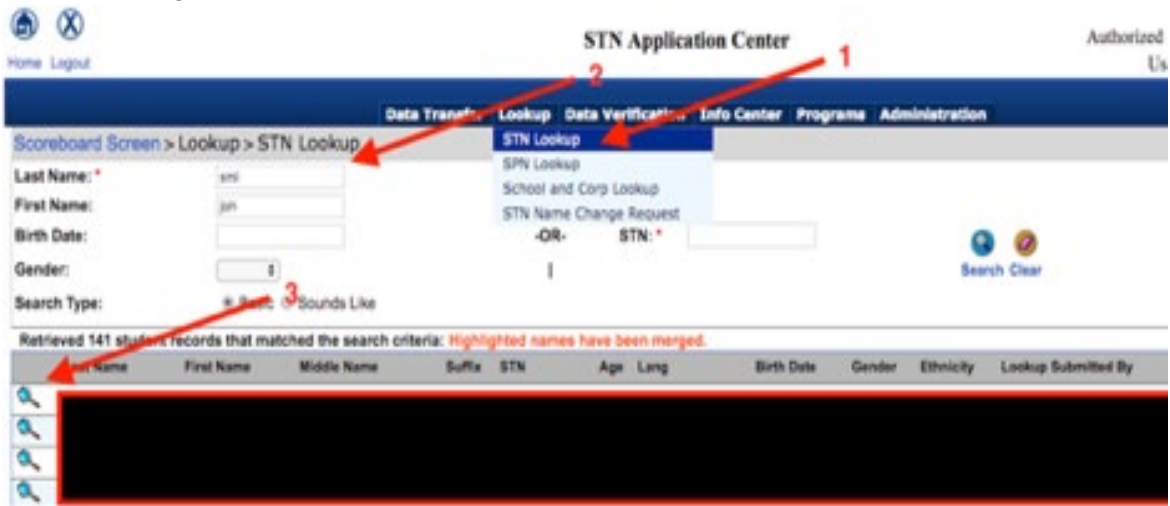 STN Application Center
Authorized
Us
Home Logout
1
2
Data Transfer Lookup Data Verification Info Center Programs Administration
Scoreboard Screen > Lookup > STN Lookup
STN Lookup
SPN Lookup
School and Corp Lookup
STN Name Change Request
Last Name: * smi
First Name: jon
Birth Date: -OR- STN: *
Gender:
Search Clear
Search Type: Basic Sounds Like
3
Retrieved 141 student records that matched the search criteria: Highlighted names have been merged.
Last Name First Name Middle Name Suffix STN Age Lang Birth Date Gender Ethnicity Lookup Submitted By